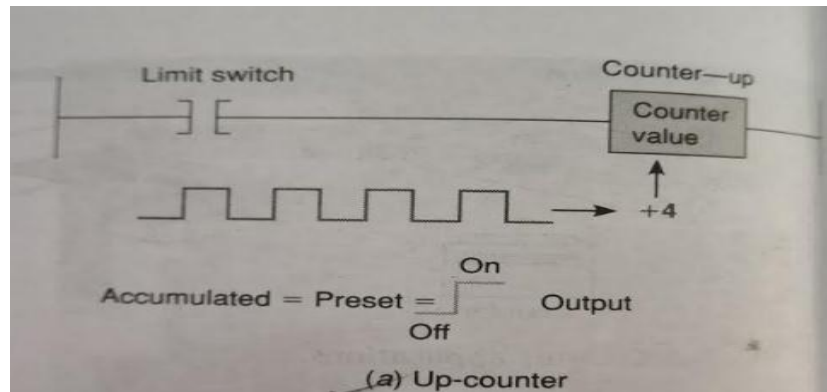 Limit switch
Counter—up
Counter
value
+4
On
Accumulated = Preset = Output
Off
(a) Up-counter